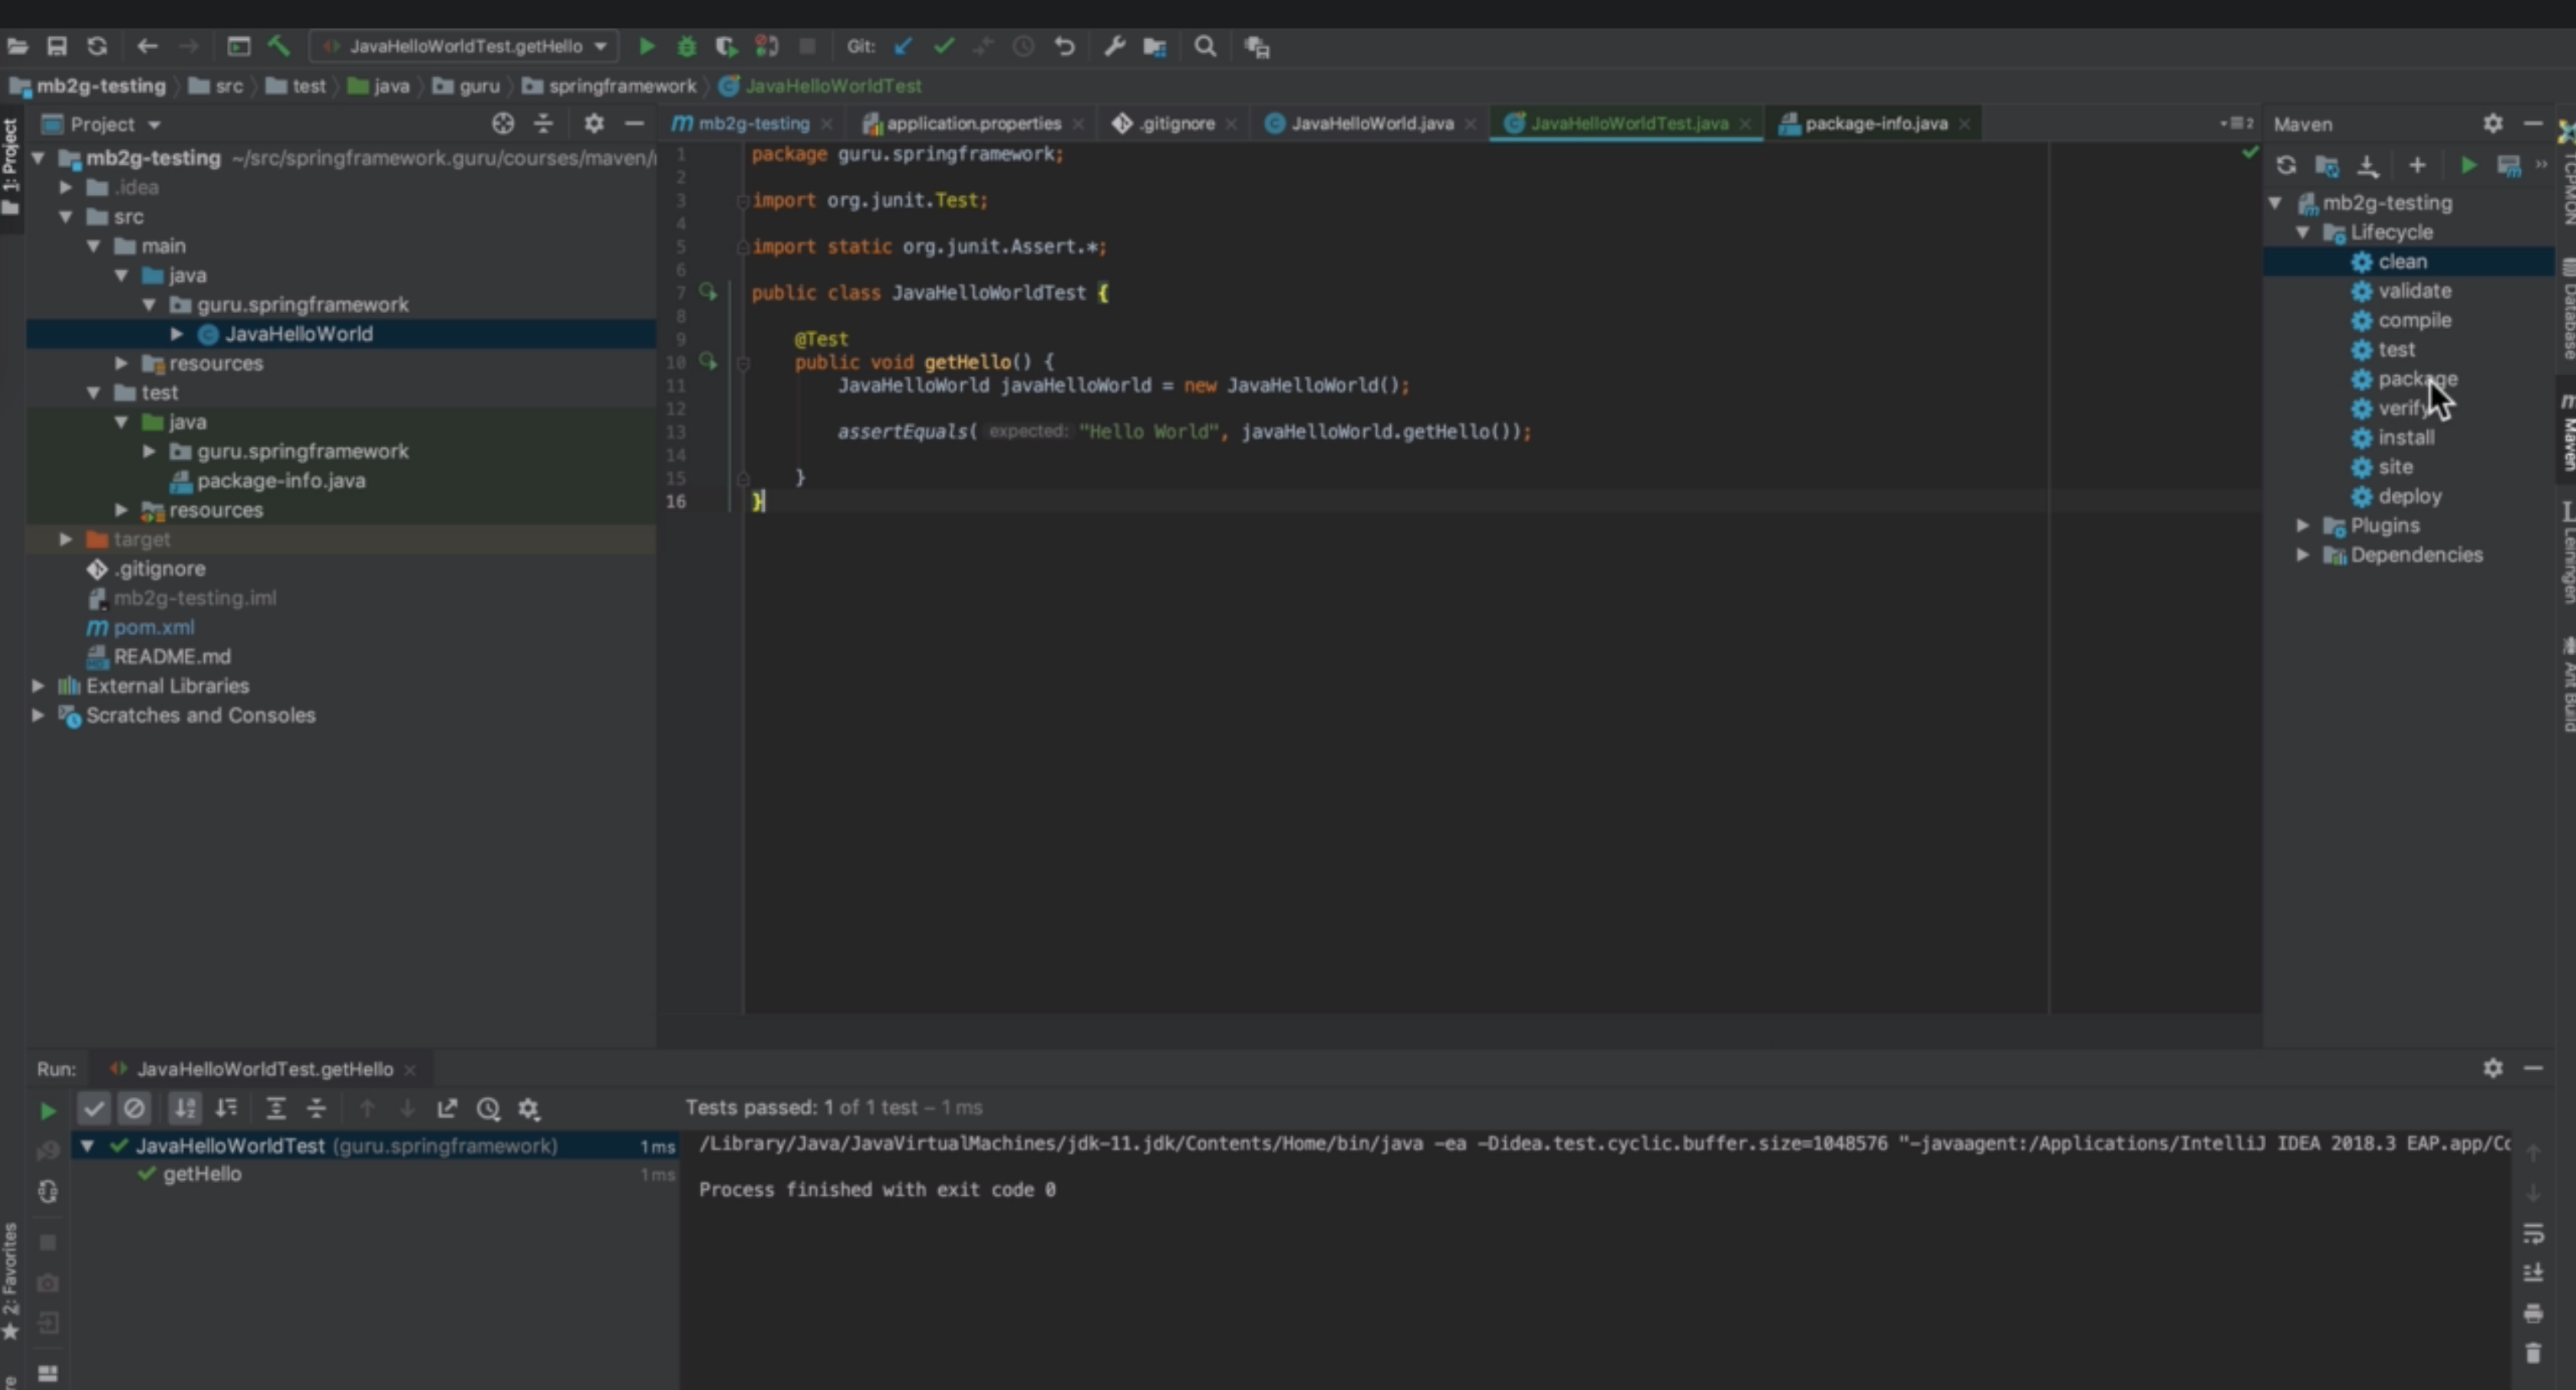 JavaHelloWorldTest.getHello
Git:
mb2g-testing src test java guru springframework JavaHelloWorldTest
1: Project
Project
mb2g-testing ~/src/springframework.guru/courses/maven/
.idea
src
main
java
guru.springframework
JavaHelloWorld
resources
test
java
guru.springframework
package-info.java
resources
target
.gitignore
mb2g-testing.iml
pom.xml
README.md
External Libraries
Scratches and Consoles
mb2g-testing application.properties .gitignore JavaHelloWorld.java JavaHelloWorldTest.java package-info.java
2
1 package guru.springframework;
2
3 import org.junit.Test;
4
5 import static org.junit.Assert.*;
6
7 public class JavaHelloWorldTest {
8
9 @Test
10 public void getHello() {
11 JavaHelloWorld javaHelloWorld = new JavaHelloWorld();
12
13 assertEquals( expected: "Hello World", javaHelloWorld.getHello());
14
15 }
16 }
Maven
mb2g-testing
Lifecycle
clean
validate
compile
test
package
verify
install
site
deploy
Plugins
Dependencies
TCPMON
Database
Maven
Leiningen
Ant Build
Run: JavaHelloWorldTest.getHello
Tests passed: 1 of 1 test – 1 ms
JavaHelloWorldTest (guru.springframework) 1 ms
getHello 1 ms
/Library/Java/JavaVirtualMachines/jdk-11.jdk/Contents/Home/bin/java -ea -Didea.test.cyclic.buffer.size=1048576 "-javaagent:/Applications/IntelliJ IDEA 2018.3 EAP.app/Co
Process finished with exit code 0
2: Favorites